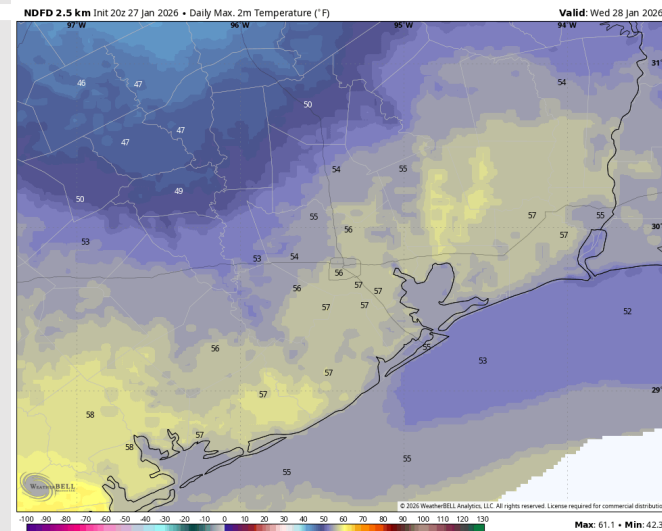 NDFD 2.5 km Init 20z 27 Jan 2026 • Daily Max. 2m Temperature (°F) Valid: Wed 28 Jan 2026
97°W 96°W 95°W 94°W
31°
46 47 54
50
47 47
54 55
50 49
55 57 55
56 57
30°
53 53 54
56
56 57 57
57 57
52
56 55 53
57
57
29°
58
57
58
55 55
WEATHERBELL
© 2026 WeatherBELL Analytics, LLC. All rights reserved. License required for commercial distribution
-100 -90 -80 -70 -60 -50 -40 -30 -20 -10 0 10 20 30 40 50 60 70 80 90 100 110 120 130
Max: 61.1 • Min: 42.3